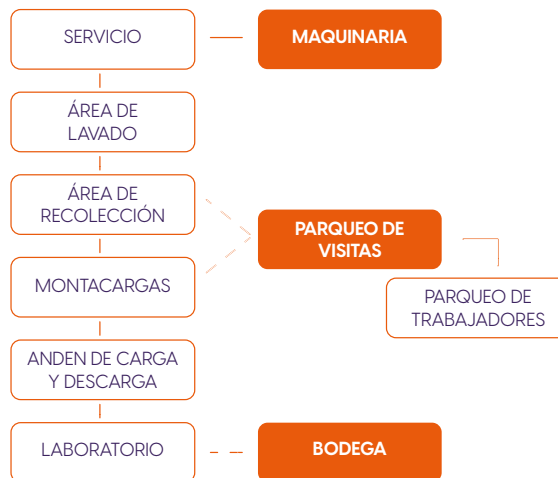 SERVICIO
MAQUINARIA
ÁREA DE
LAVADO
ÁREA DE
RECOLECCIÓN
PARQUEO DE
VISITAS
MONTACARGAS
PARQUEO DE
TRABAJADORES
ANDEN DE CARGA
Y DESCARGA
LABORATORIO
BODEGA